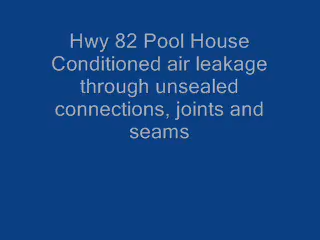 Hwy 82 Pool House
Conditioned air leakage
through unsealed
connections, joints and
seams